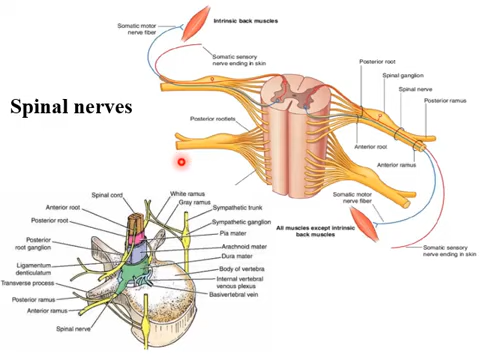 Somatic motor
nerve fiber
Intrinsic back muscles
Somatic sensory
nerve ending in skin
Posterior root
Spinal ganglion
Spinal nerve
Posterior ramus
Spinal nerves
Posterior rootlets
Anterior root
Anterior ramus
Somatic motor
nerve fiber
All muscles except intrinsic
back muscles
Somatic sensory
nerve ending in skin
Spinal cord
Anterior root
Posterior root
Posterior
root ganglion
Ligamentum
denticulatum
Transverse process
Posterior ramus
Anterior ramus
Spinal nerve
White ramus
Gray ramus
Sympathetic trunk
Sympathetic ganglion
Pia mater
Arachnoid mater
Dura mater
Body of vertebra
Internal vertebral
venous plexus
Basivertebral vein